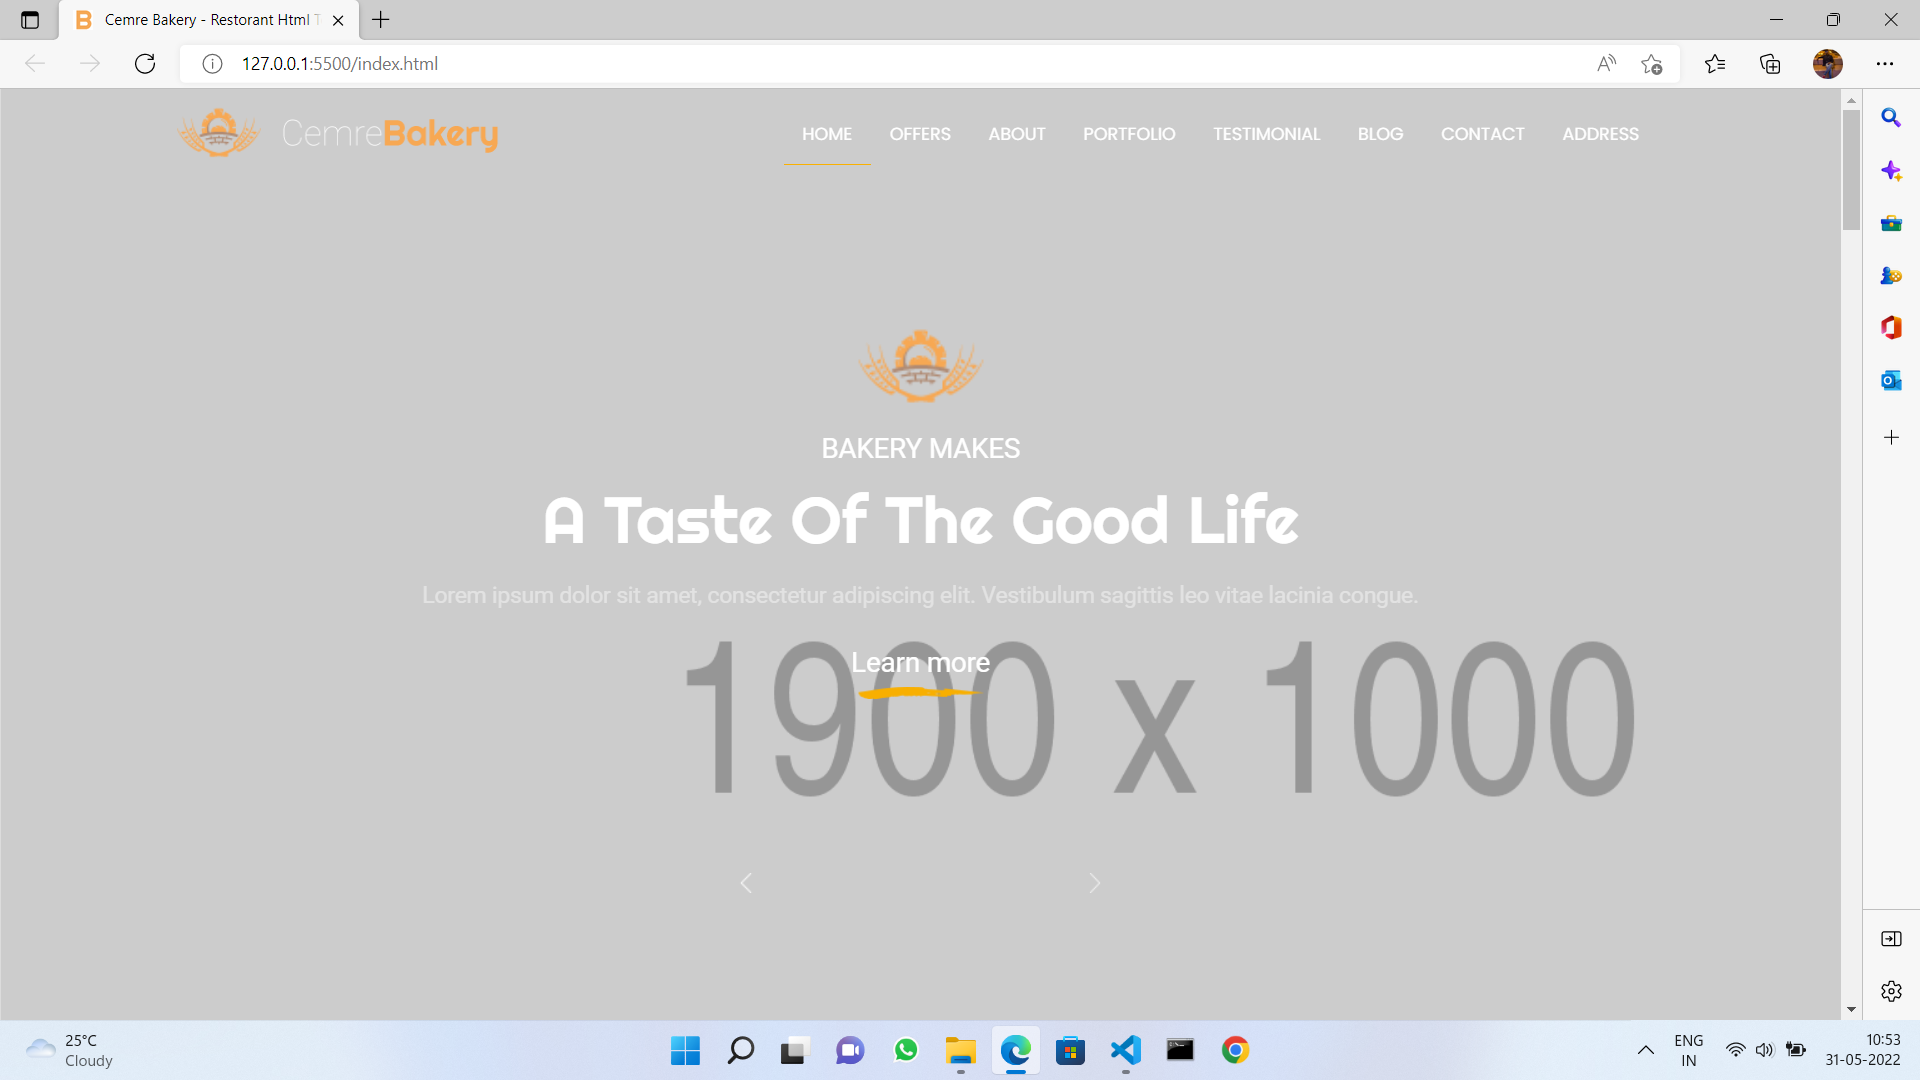 Cemre Bakery - Restorant Html T
127.0.0.1:5500/index.html
CemreBakery
HOME OFFERS ABOUT PORTFOLIO TESTIMONIAL BLOG CONTACT ADDRESS
BAKERY MAKES
A Taste Of The Good Life
Lorem ipsum dolor sit amet, consectetur adipiscing elit. Vestibulum sagittis leo vitae lacinia congue.
Learn more
1900 x 1000
25°C
Cloudy
ENG
IN
10:53
31-05-2022